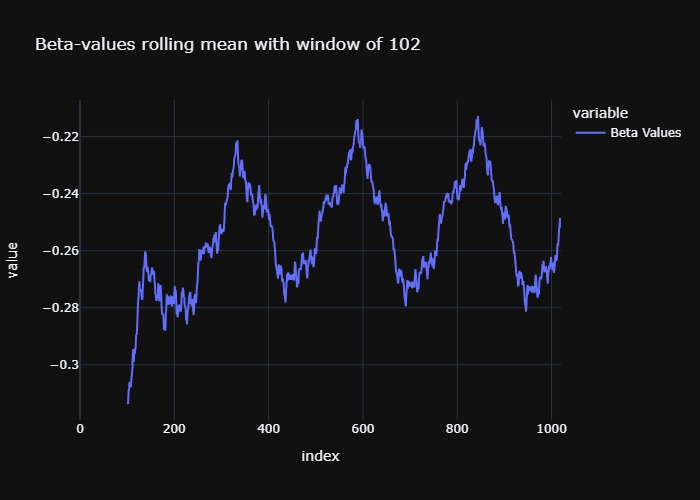 Beta-values rolling mean with window of 102
variable
Beta Values
−0.22
−0.24
−0.26
−0.28
−0.3
value
0
200
400
600
800
1000
index